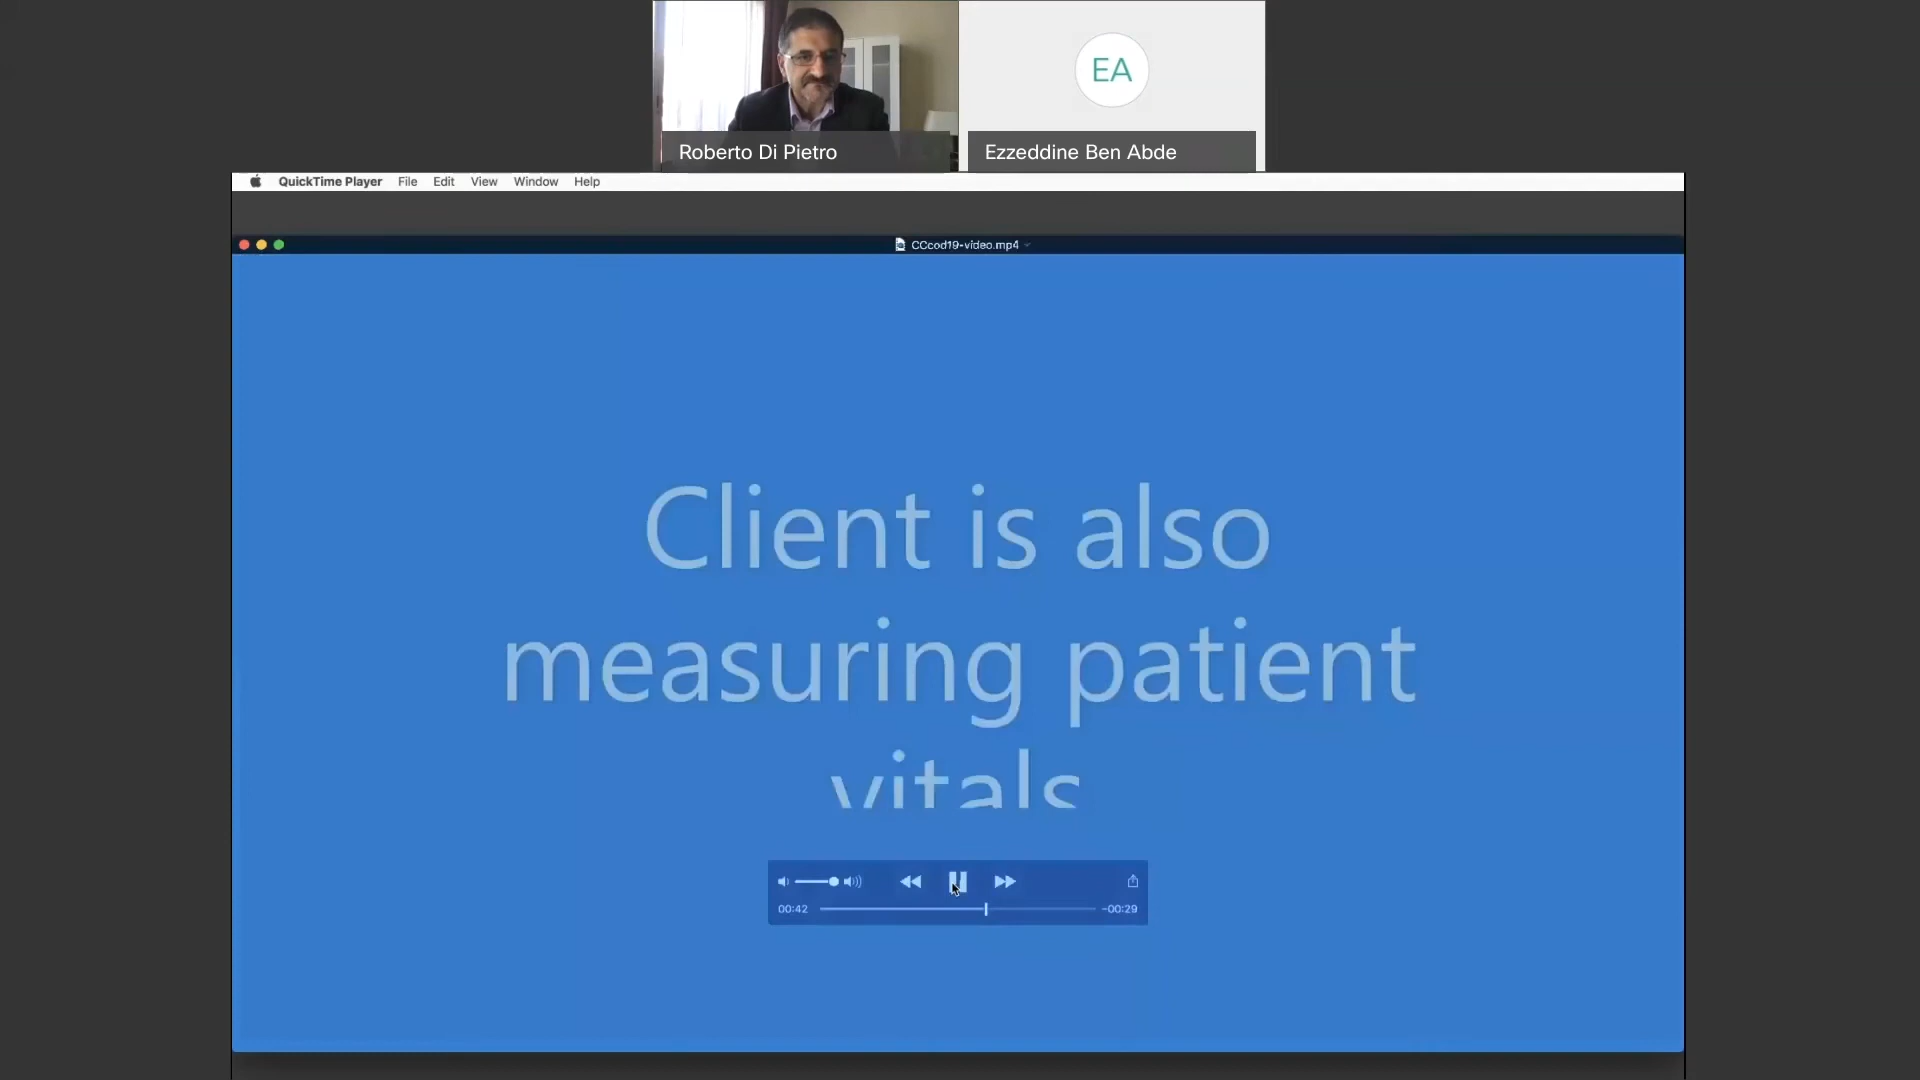 EA
Roberto Di Pietro
Ezzeddine Ben Abde
QuickTime Player File Edit View Window Help
CCcod19-video.mp4
Client is also
measuring patient
vitals
00:42
-00:29